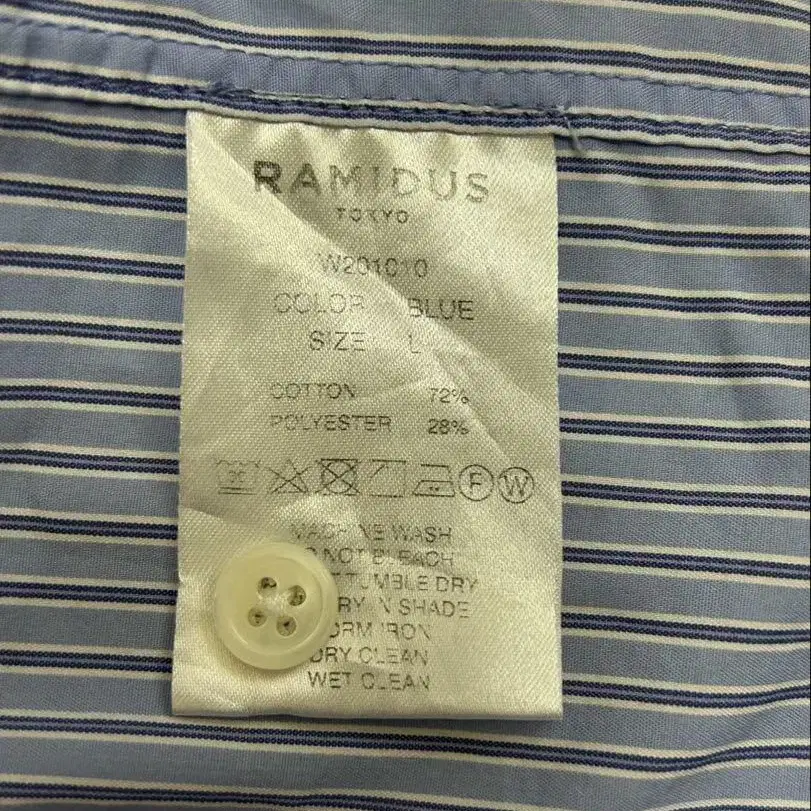 RAMIDUS
TOKYO
W201010
COLOR BLUE
SIZE L
COTTON 72%
POLYESTER 28%
F W
MACHINE WASH
NOT BLEACH
TUMBLE DRY
SHADE
IRON
DRY CLEAN
WET CLEAN